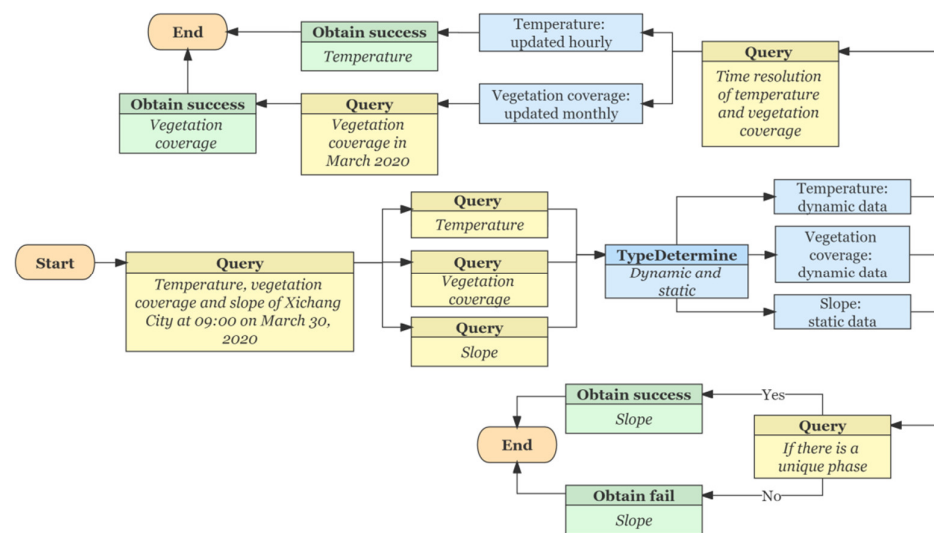 End
Obtain success
Temperature
Temperature:
updated hourly
Query
Time resolution
of temperature
and vegetation
coverage
Obtain success
Vegetation
coverage
Query
Vegetation
coverage in
March 2020
Vegetation coverage:
updated monthly
Start
Query
Temperature, vegetation
coverage and slope of Xichang
City at 09:00 on March 30,
2020
Query
Temperature
Query
Vegetation
coverage
Query
Slope
TypeDetermine
Dynamic and
static
Temperature:
dynamic data
Vegetation
coverage:
dynamic data
Slope:
static data
Obtain success
Slope
Yes
End
Query
If there is a
unique phase
Obtain fail
Slope
No